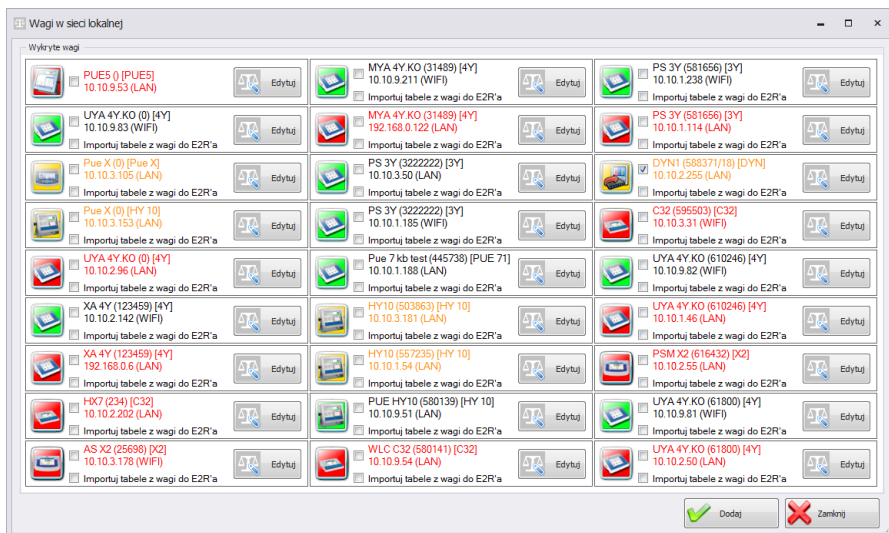 Wagi w sieci lokalnej
Wykryte wagi
PUE5 () [PUE5]
10.10.9.53 (LAN)
Edytuj
MYA 4Y.KO (31489) [4Y]
10.10.9.211 (WIFI)
Importuj tabele z wagi do E2R'a
Edytuj
PS 3Y (581656) [3Y]
10.10.1.238 (WIFI)
Importuj tabele z wagi do E2R'a
Edytuj
UYA 4Y.KO (0) [4Y]
10.10.9.83 (WIFI)
Importuj tabele z wagi do E2R'a
Edytuj
MYA 4Y.KO (31489) [4Y]
192.168.0.122 (LAN)
Importuj tabele z wagi do E2R'a
Edytuj
PS 3Y (581656) [3Y]
10.10.1.114 (LAN)
Importuj tabele z wagi do E2R'a
Edytuj
Pue X (0) [Pue X]
10.10.3.105 (LAN)
Importuj tabele z wagi do E2R'a
Edytuj
PS 3Y (3222222) [3Y]
10.10.3.50 (LAN)
Importuj tabele z wagi do E2R'a
Edytuj
DYN1 (588371/18) [DYN]
10.10.2.255 (LAN)
Importuj tabele z wagi do E2R'a
Edytuj
Pue X (0) [HY 10]
10.10.3.153 (LAN)
Importuj tabele z wagi do E2R'a
Edytuj
PS 3Y (3222222) [3Y]
10.10.1.185 (WIFI)
Importuj tabele z wagi do E2R'a
Edytuj
C32 (595503) [C32]
10.10.3.31 (WIFI)
Importuj tabele z wagi do E2R'a
Edytuj
UYA 4Y.KO (0) [4Y]
10.10.2.96 (LAN)
Importuj tabele z wagi do E2R'a
Edytuj
Pue 7 kb test (445738) [PUE 71]
10.10.1.188 (LAN)
Importuj tabele z wagi do E2R'a
Edytuj
UYA 4Y.KO (610246) [4Y]
10.10.9.82 (WIFI)
Importuj tabele z wagi do E2R'a
Edytuj
XA 4Y (123459) [4Y]
10.10.2.142 (WIFI)
Importuj tabele z wagi do E2R'a
Edytuj
HY10 (503863) [HY 10]
10.10.3.181 (LAN)
Importuj tabele z wagi do E2R'a
Edytuj
UYA 4Y.KO (610246) [4Y]
10.10.1.46 (LAN)
Importuj tabele z wagi do E2R'a
Edytuj
XA 4Y (123459) [4Y]
192.168.0.6 (LAN)
Importuj tabele z wagi do E2R'a
Edytuj
HY10 (557235) [HY 10]
10.10.1.54 (LAN)
Importuj tabele z wagi do E2R'a
Edytuj
PSM X2 (616432) [X2]
10.10.2.55 (LAN)
Importuj tabele z wagi do E2R'a
Edytuj
HX7 (234) [C32]
10.10.2.202 (LAN)
Importuj tabele z wagi do E2R'a
Edytuj
PUE HY10 (580139) [HY 10]
10.10.9.51 (LAN)
Importuj tabele z wagi do E2R'a
Edytuj
UYA 4Y.KO (61800) [4Y]
10.10.9.81 (WIFI)
Importuj tabele z wagi do E2R'a
Edytuj
AS X2 (25698) [X2]
10.10.3.178 (WIFI)
Importuj tabele z wagi do E2R'a
Edytuj
WLC C32 (580141) [C32]
10.10.9.54 (LAN)
Importuj tabele z wagi do E2R'a
Edytuj
UYA 4Y.KO (61800) [4Y]
10.10.2.50 (LAN)
Importuj tabele z wagi do E2R'a
Edytuj
Dodaj
Zamknij